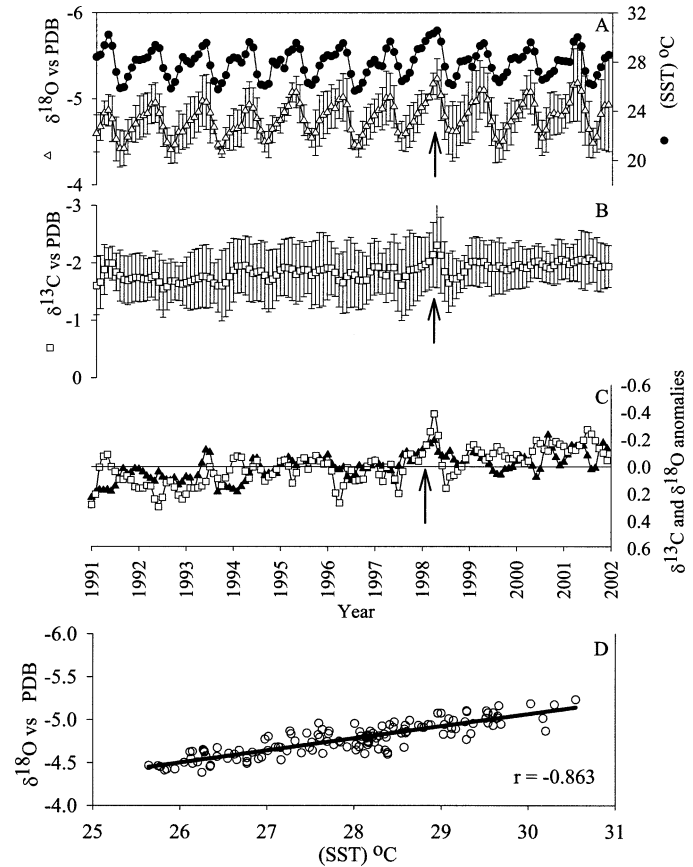 A
-6
-5
-4
δ18O vs PDB
32
28
24
20
(SST) oC
B
-3
-2
-1
0
δ13C vs PDB
C
-0.6
-0.4
-0.2
0.0
0.2
0.4
0.6
δ13C and δ18O anomalies
1991 1992 1993 1994 1995 1996 1997 1998 1999 2000 2001 2002
Year
D
-6.0
-5.5
-5.0
-4.5
-4.0
δ18O vs PDB
r = -0.863
25 26 27 28 29 30 31
(SST) oC